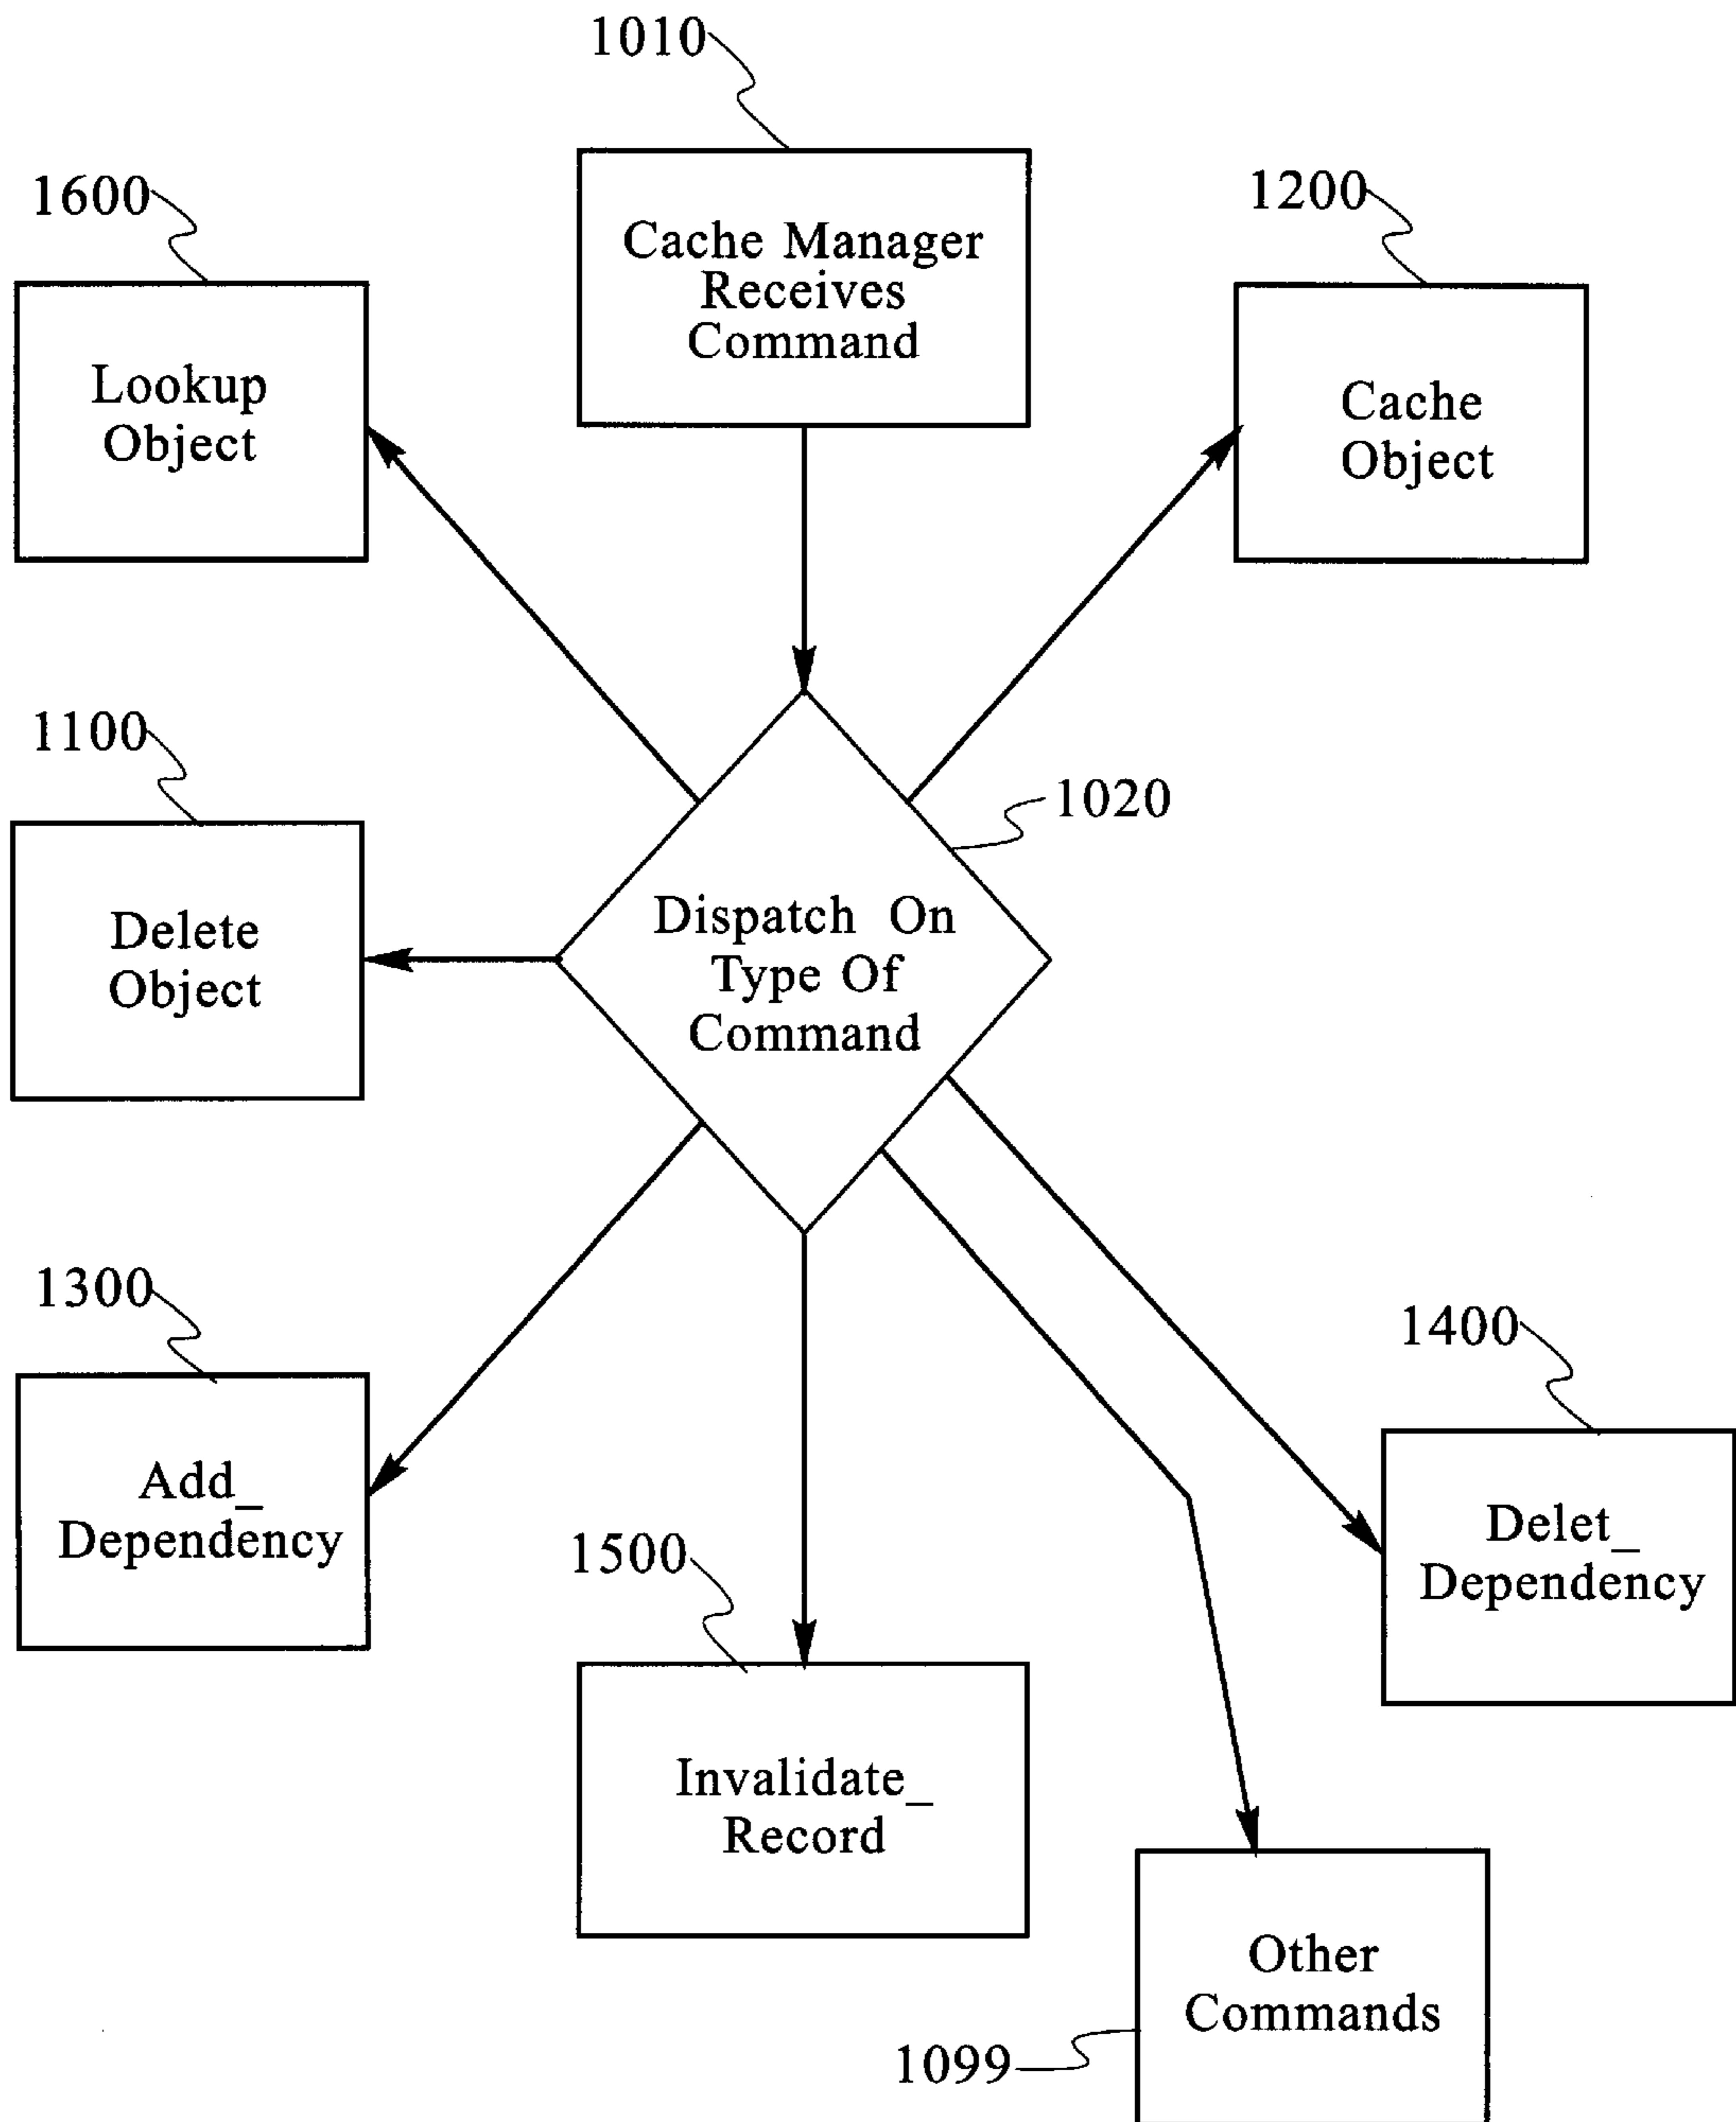 1010
Cache Manager
Receives
Command
1600
Lookup
Object
1200
Cache
Object
1100
Delete
Object
1020
Dispatch On
Type Of
Command
1300
Add_
Dependency
1400
Delet_
Dependency
1500
Invalidate_
Record
Other
Commands
1099